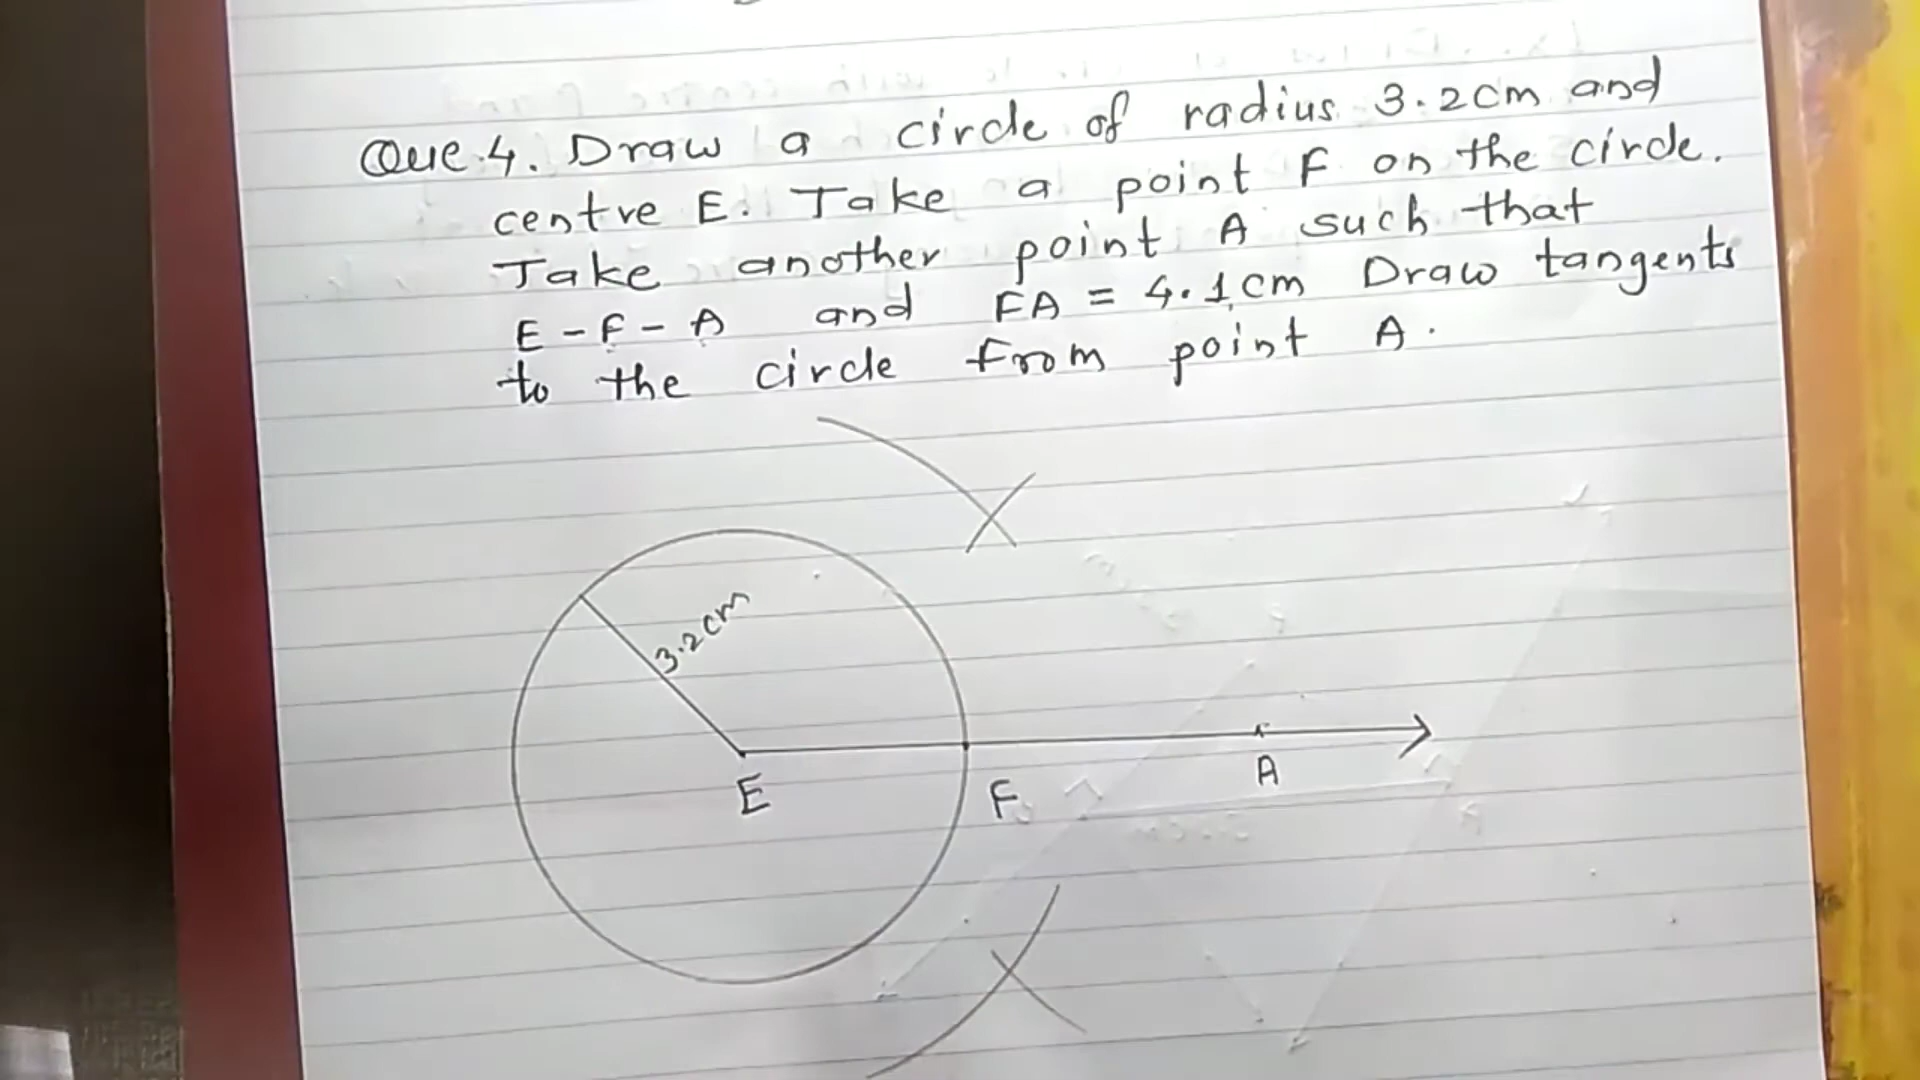 Que.4. Draw a circle of radius 3.2cm and
centre E. Take a point F on the circle.
Take another point A such that
E - F - A and FA = 4.1cm Draw tangents
to the circle from point A.
3.2cm
E
F
A